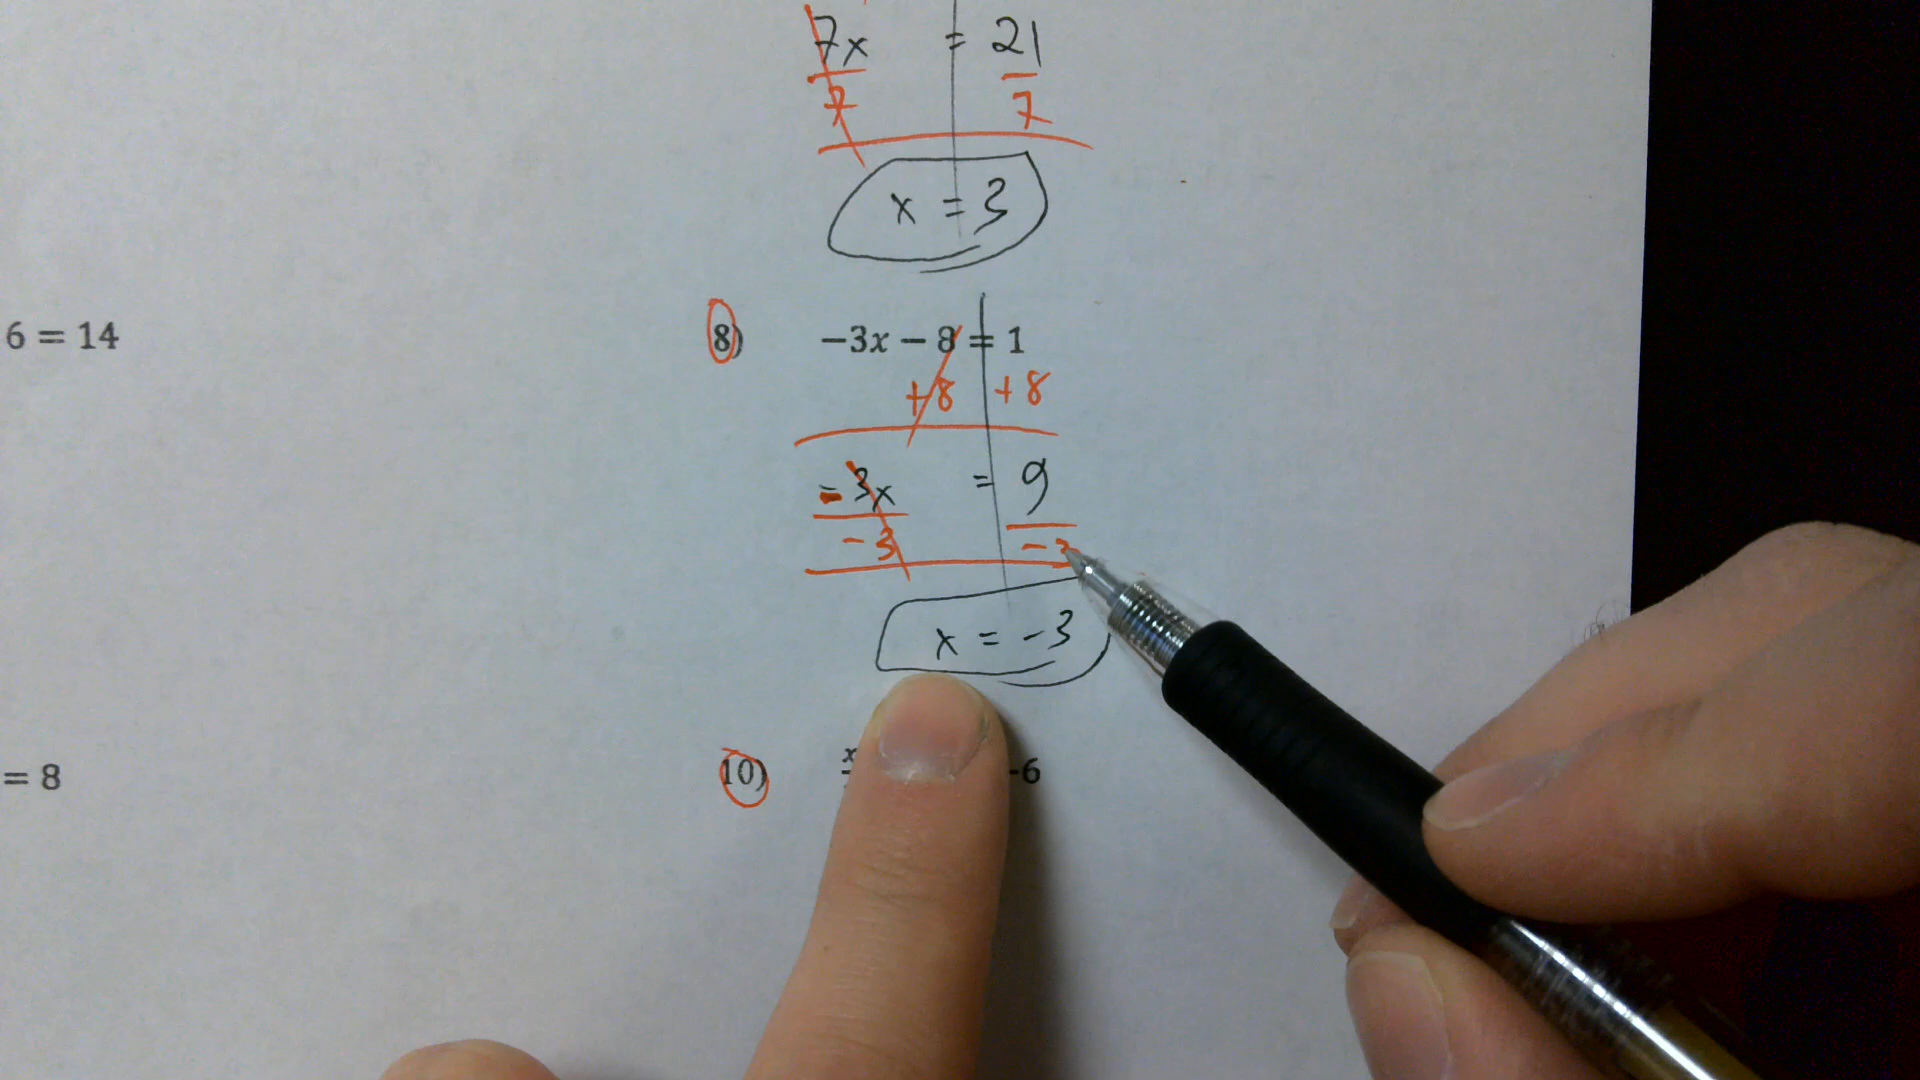 7x = 21
7 7
x = 3
6 = 14
8) −3x − 8 = 1
+8 +8
-3x = 9
-3 -3
x = -3
= 8
10) x -6